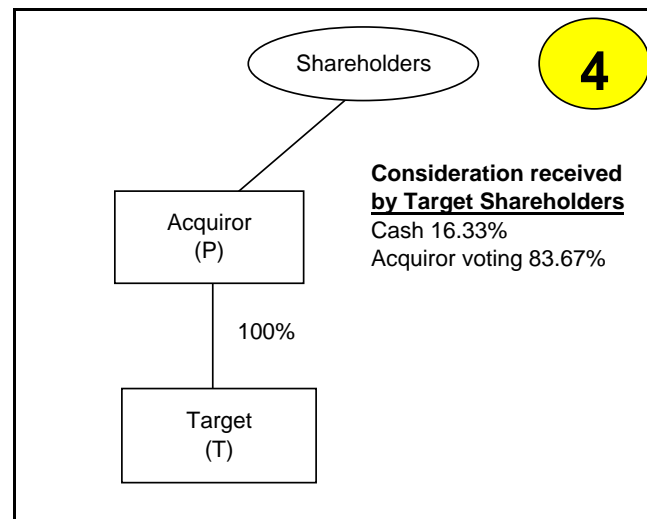 Shareholders
4
Consideration received
by Target Shareholders
Cash 16.33%
Acquiror voting 83.67%
Acquiror
(P)
100%
Target
(T)